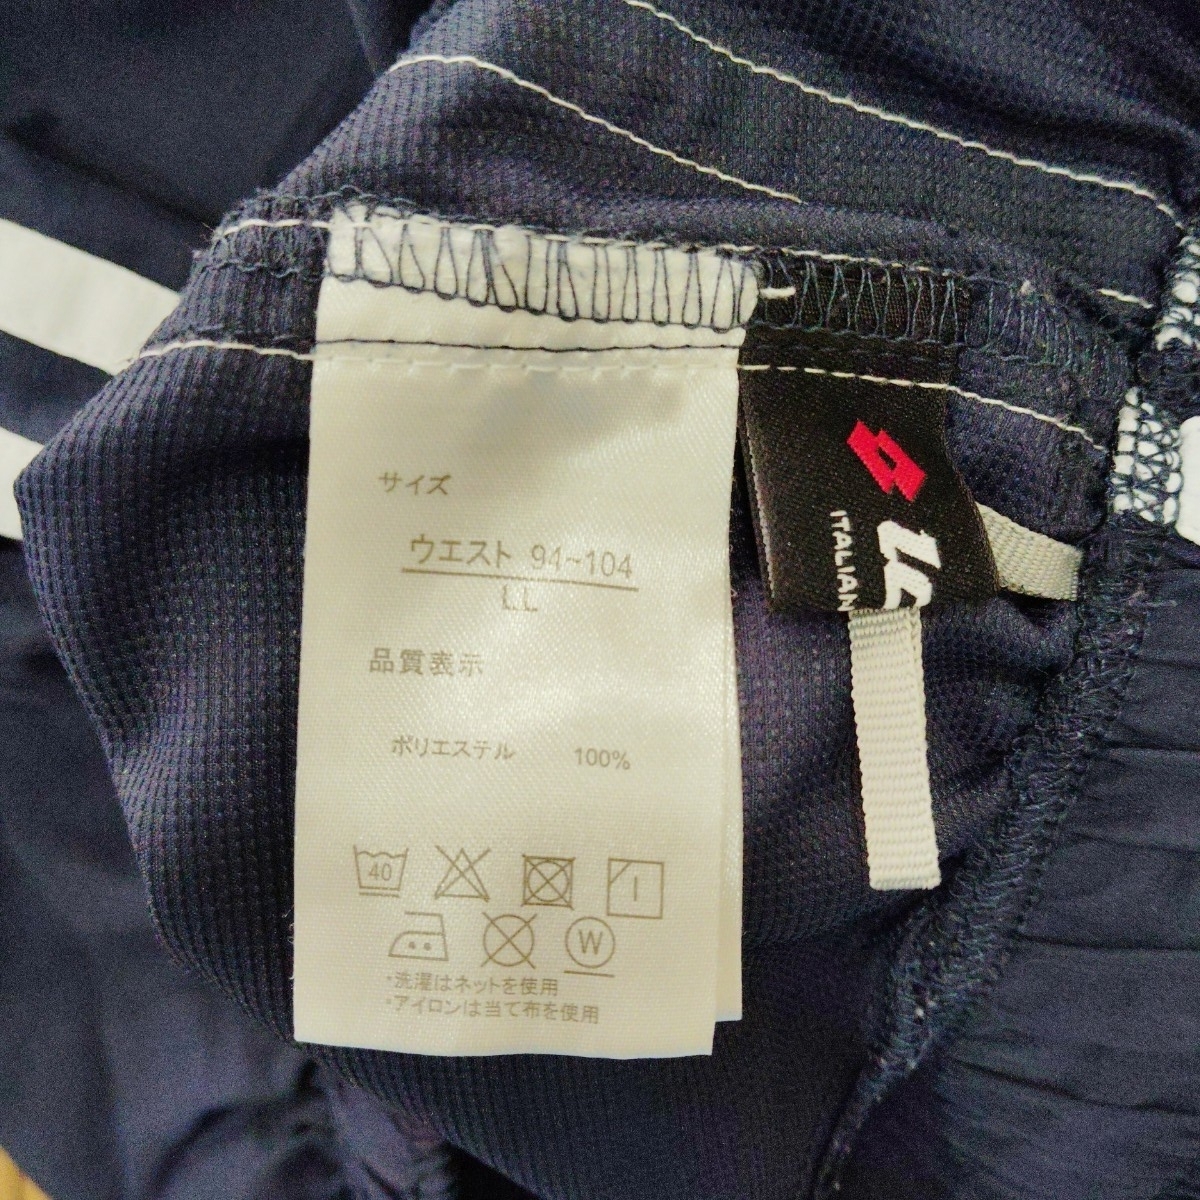 サイズ
ウエスト 94~104
LL
品質表示
ポリエステル 100%
40
W
・洗濯はネットを使用
・アイロンは当て布を使用
ITALIAN